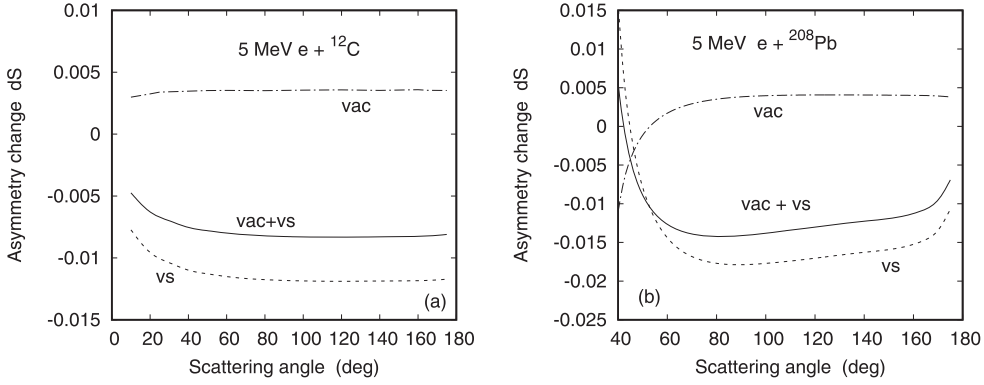 0.01
0.005
0
-0.005
-0.01
-0.015
0 20 40 60 80 100 120 140 160 180
Asymmetry change dS
Scattering angle (deg)
5 MeV e + ¹²C
vac
vac+vs
vs
(a)
0.015
0.01
0.005
0
-0.005
-0.01
-0.015
-0.02
-0.025
40 60 80 100 120 140 160 180
Asymmetry change dS
Scattering angle (deg)
5 MeV e + ²⁰⁸Pb
vac
vac + vs
vs
(b)